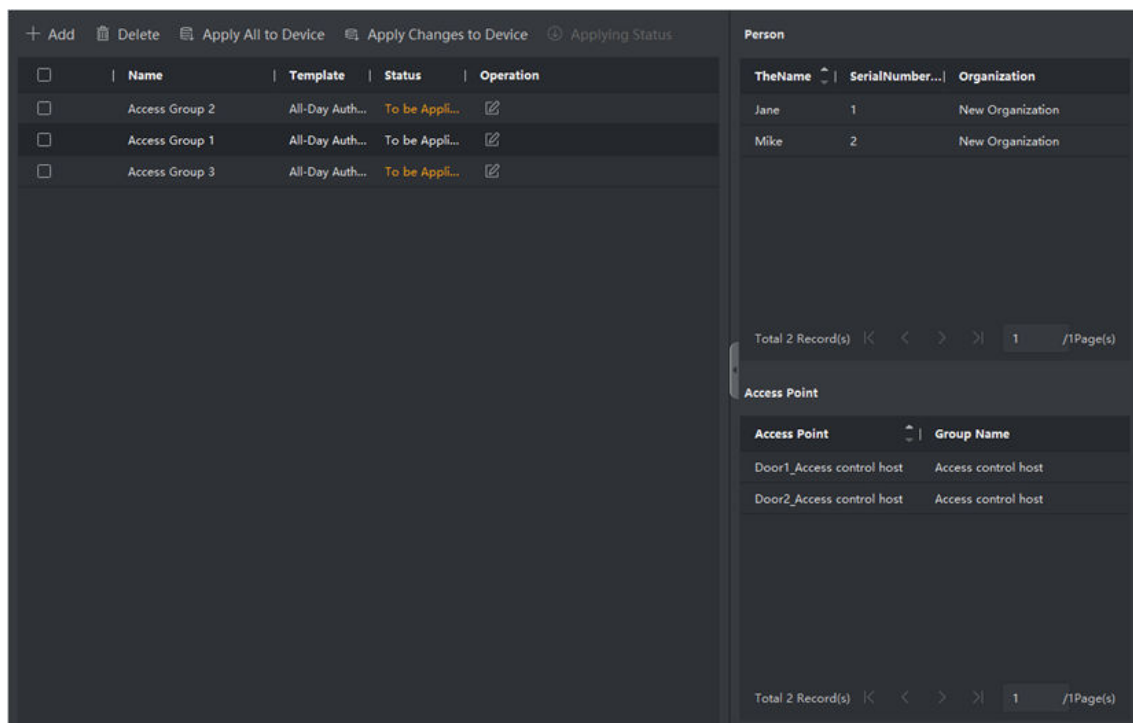 Add Delete Apply All to Device Apply Changes to Device Applying Status
Name Template Status Operation
Access Group 2 All-Day Auth... To be Appli...
Access Group 1 All-Day Auth... To be Appli...
Access Group 3 All-Day Auth... To be Appli...
Person
TheName SerialNumber... Organization
Jane 1 New Organization
Mike 2 New Organization
Total 2 Record(s) 1 /1Page(s)
Access Point
Access Point Group Name
Door1_Access control host Access control host
Door2_Access control host Access control host
Total 2 Record(s) 1 /1Page(s)